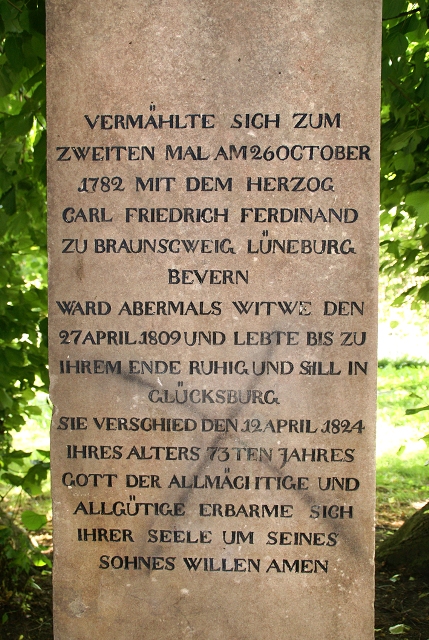 VERMÄHLTE SICH ZUM
ZWEITEN MAL AM 26 OCTOBER
1782 MIT DEM HERZOG
CARL FRIEDRICH FERDINAND
ZU BRAUNSCWEIG LÜNEBURG
BEVERN
WARD ABERMALS WITWE DEN
27 APRIL 1809 UND LEBTE BIS ZU
IHREM ENDE RUHIG UND SILL IN
GLÜCKSBURG
SIE VERSCHIED DEN 12 APRIL 1824
IHRES ALTERS 73 TEN JAHRES
GOTT DER ALLMÄCHTIGE UND
ALLGÜTIGE ERBARME SICH
IHRER SEELE UM SEINES
SOHNES WILLEN AMEN